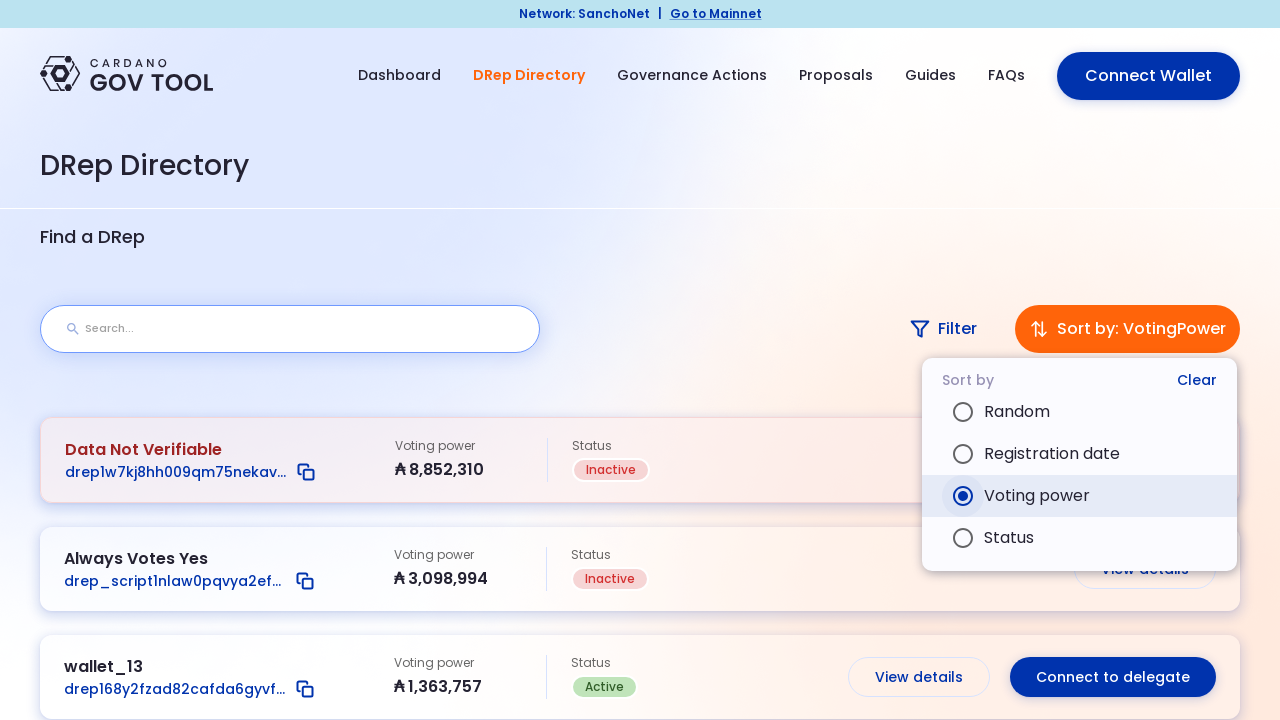 Network: SanchoNet | Go to Mainnet
CARDANO
GOV TOOL
Dashboard
DRep Directory
Governance Actions
Proposals
Guides
FAQs
Connect Wallet
DRep Directory
Find a DRep
Search...
Filter
Sort by: VotingPower
Sort by
Clear
Random
Registration date
Voting power
Status
Data Not Verifiable
drep1w7kj8hh009qm75nekav...
Voting power
₳ 8,852,310
Status
Inactive
Always Votes Yes
drep_script1nlaw0pqvya2ef...
Voting power
₳ 3,098,994
Status
Inactive
View details
wallet_13
drep168y2fzad82cafda6gyvf...
Voting power
₳ 1,363,757
Status
Active
View details
Connect to delegate